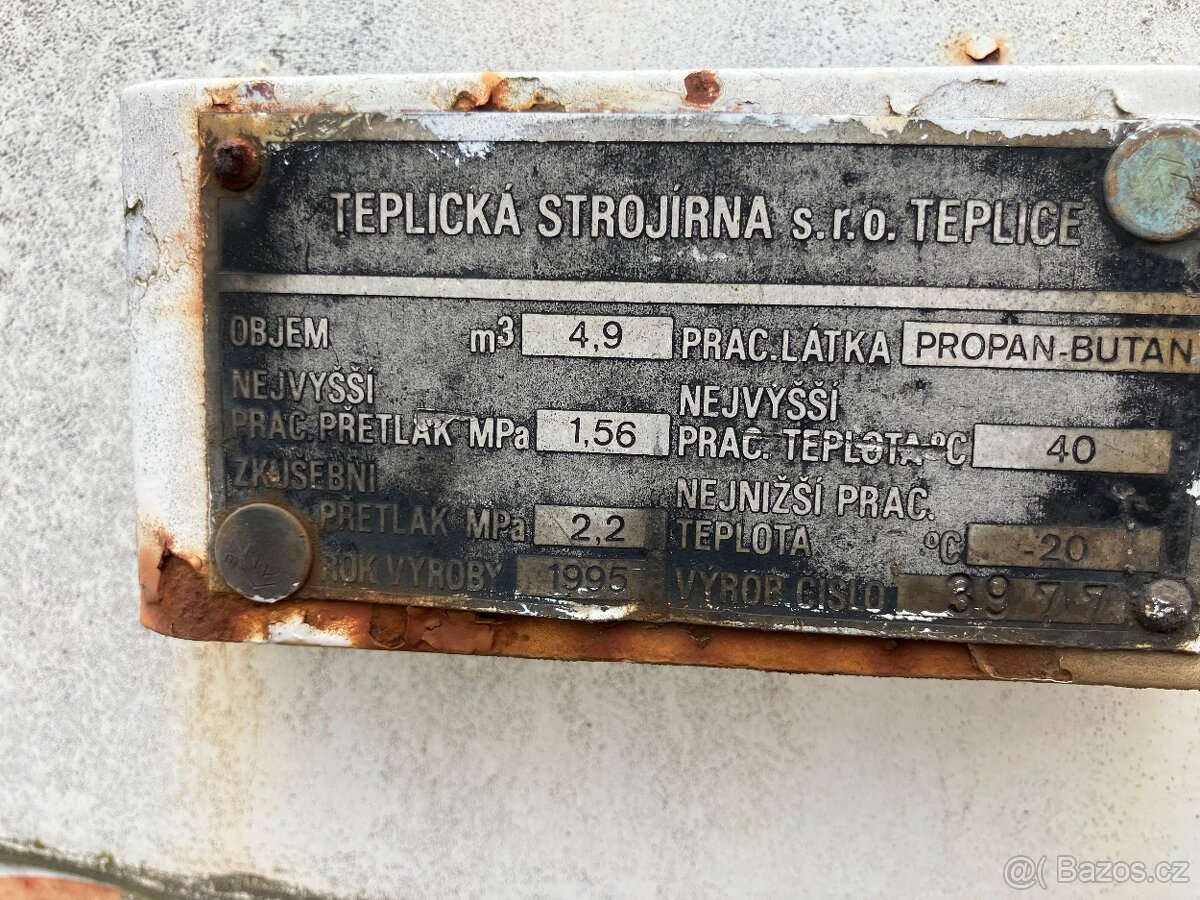 TEPLICKÁ STROJÍRNA s.r.o. TEPLICE
OBJEM m3 4,9
NEJVYŠŠÍ
PRAC. PŘETLAK MPa 1,56
ZKUŠEBNÍ
PŘETLAK MPa 2,2
ROK VÝROBY 1995
PRAC. LÁTKA PROPAN-BUTAN
NEJVYŠŠÍ
PRAC. TEPLOTA °C 40
NEJNIŽŠÍ PRAC.
TEPLOTA °C -20
VÝROB. ČÍSLO 3977
Bazos.cz